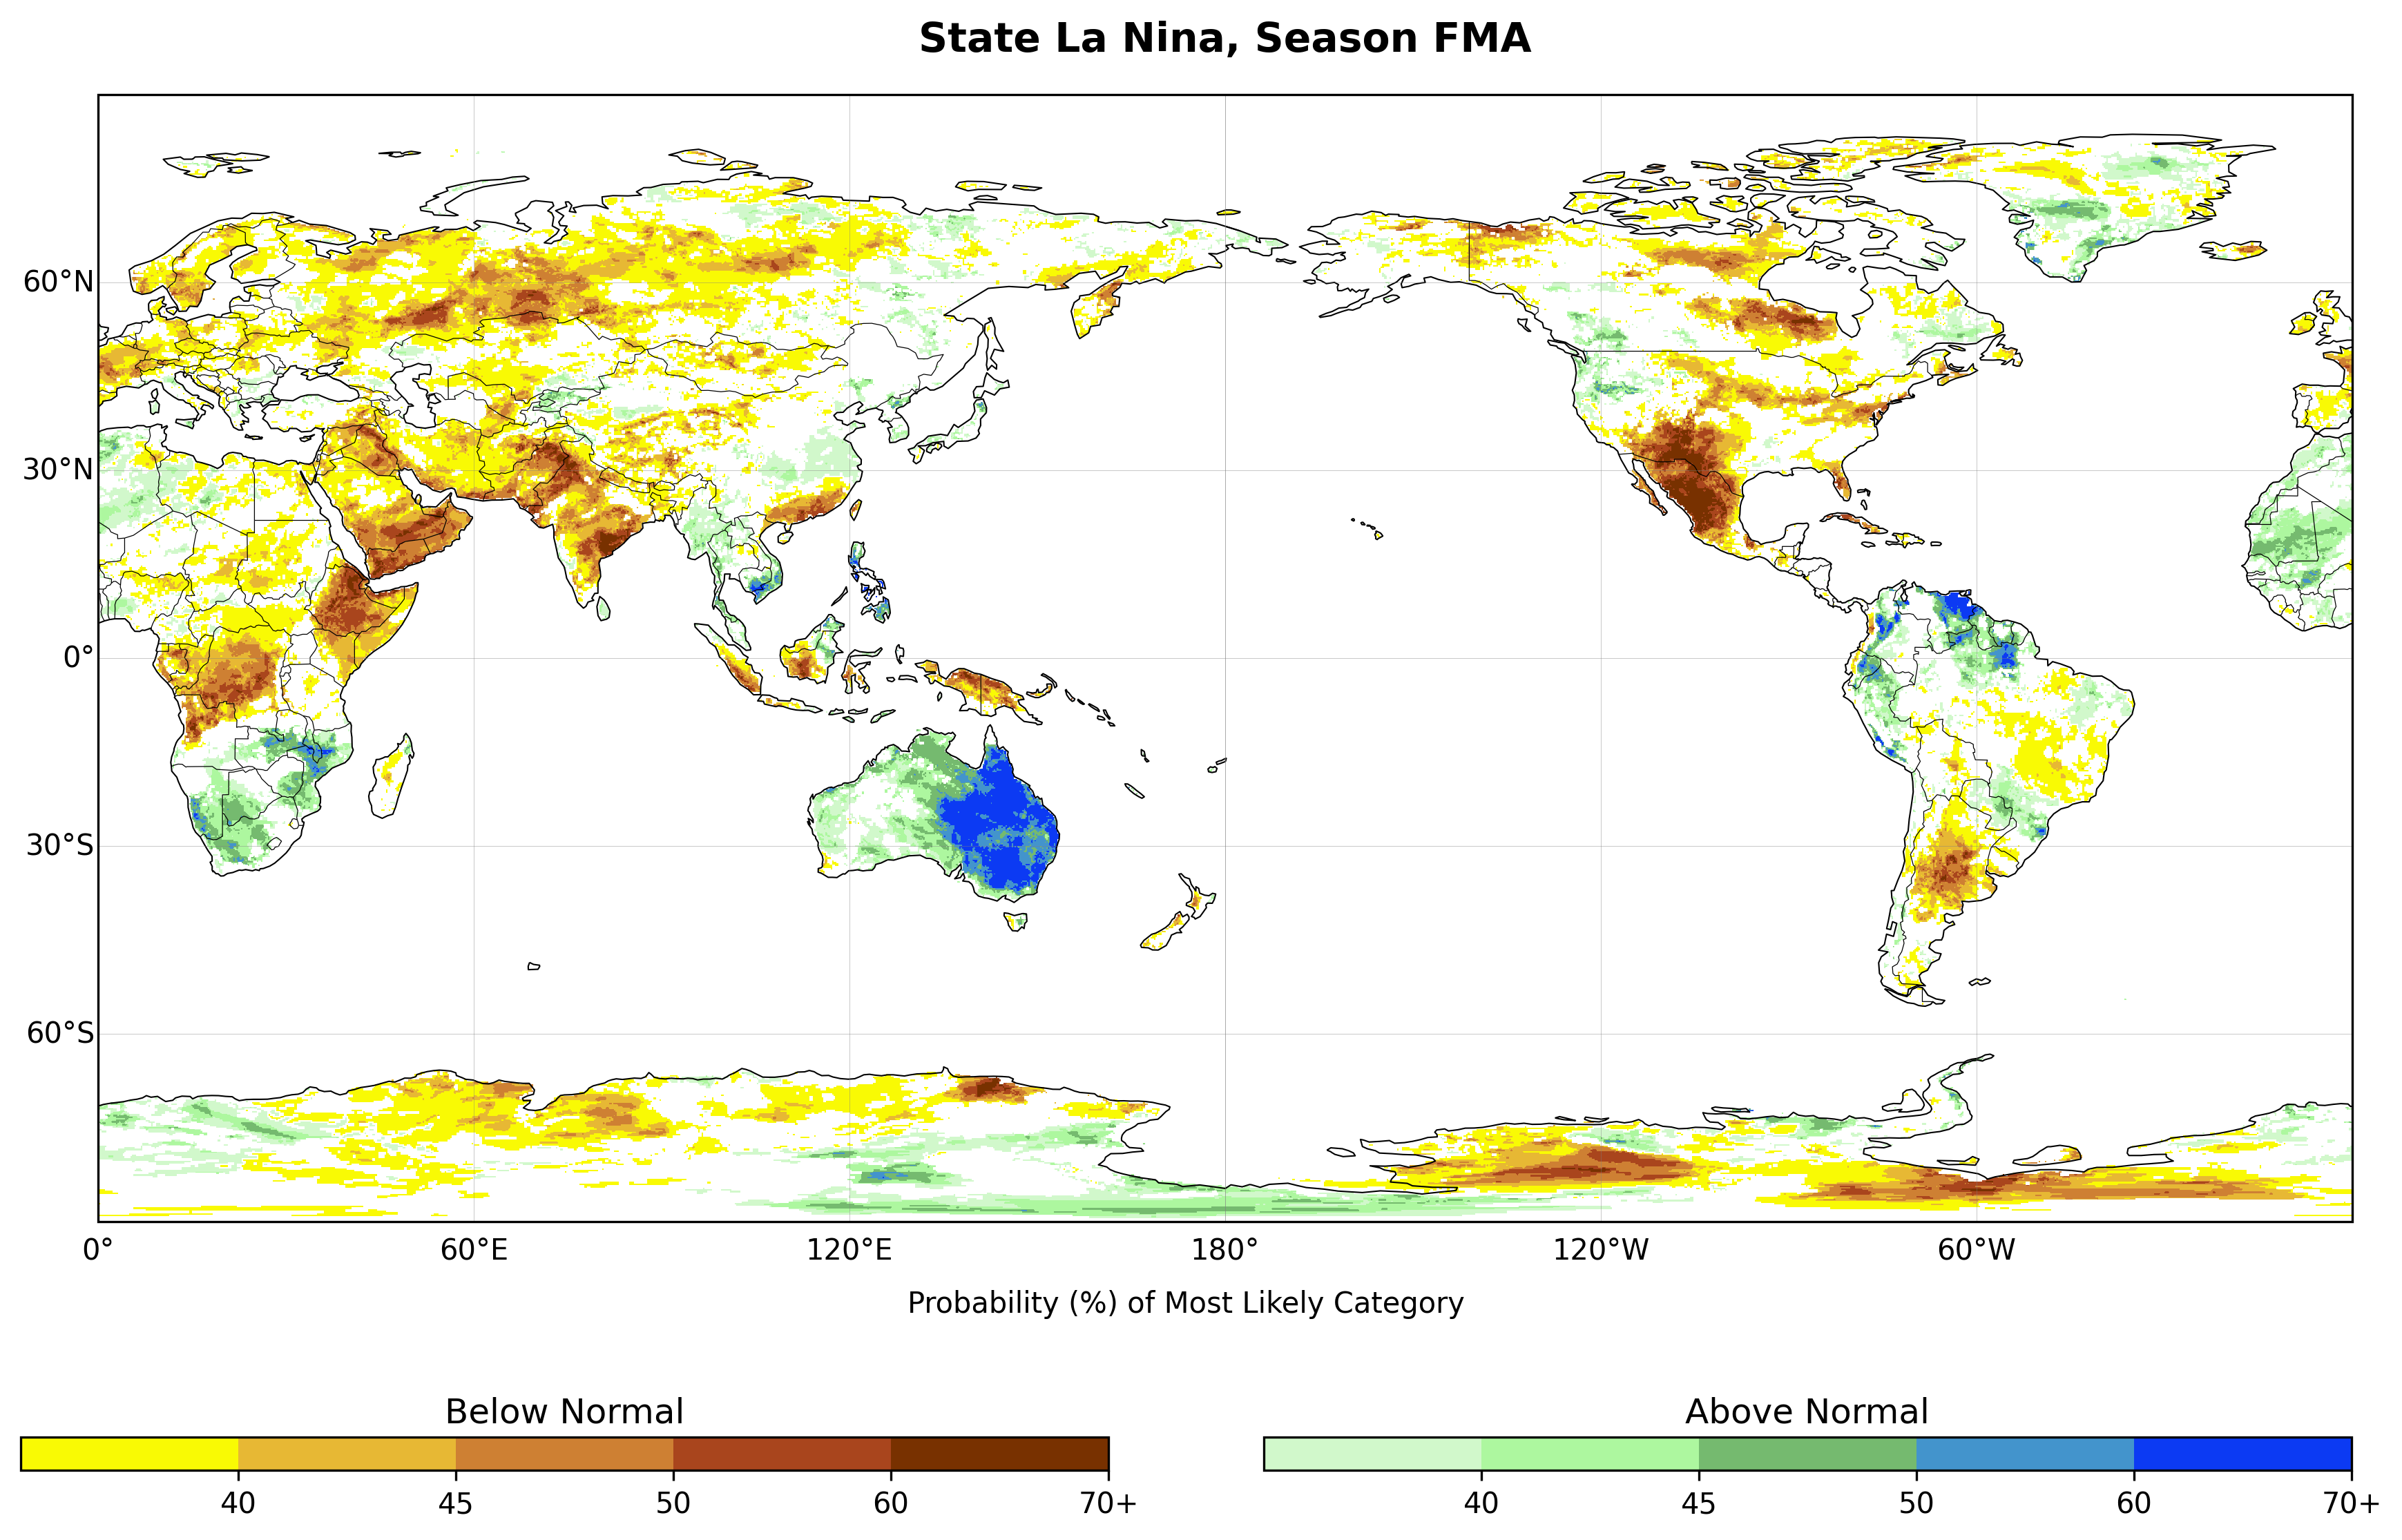 State La Nina, Season FMA
60°N
30°N
0°
30°S
60°S
0° 60°E 120°E 180° 120°W 60°W
Probability (%) of Most Likely Category
Below Normal Above Normal
40 45 50 60 70+ 40 45 50 60 70+